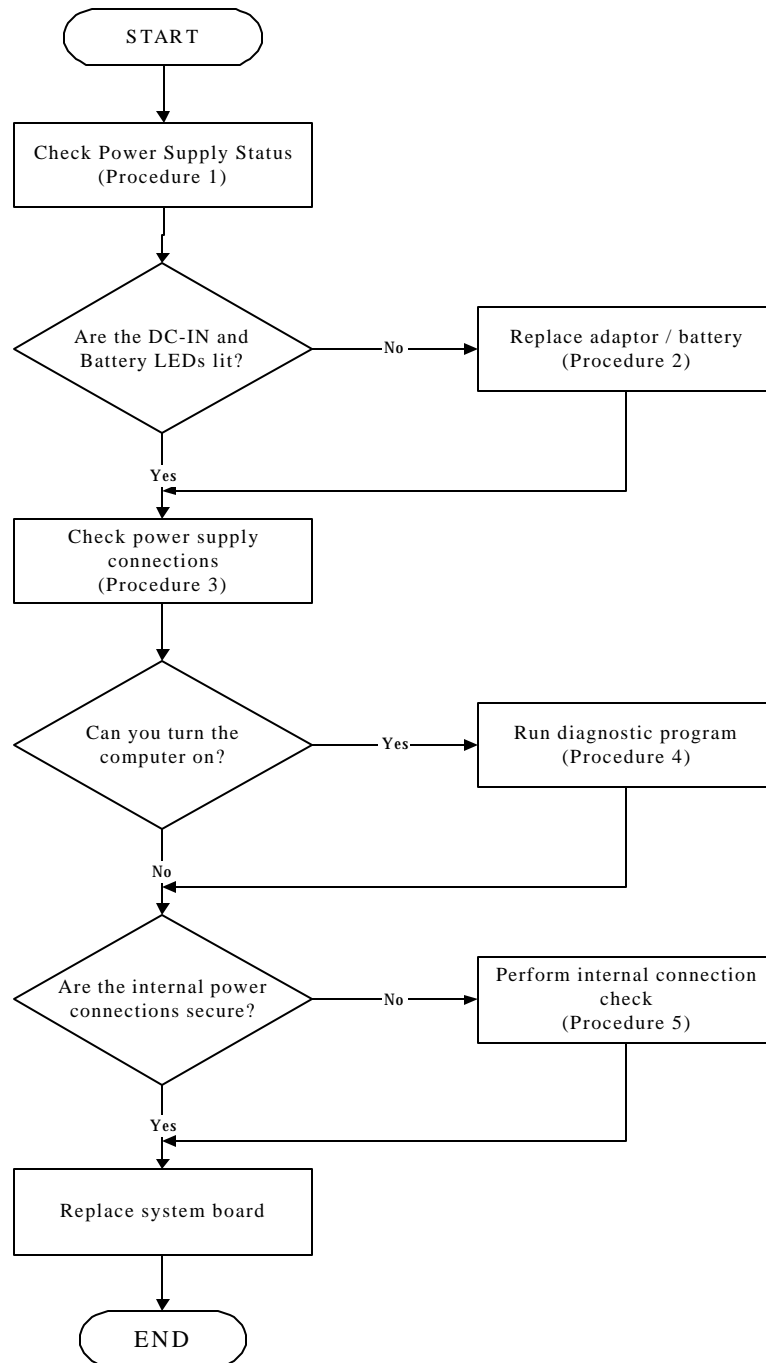 START
Check Power Supply Status
(Procedure 1)
Are the DC-IN and
Battery LEDs lit?
No
Replace adaptor / battery
(Procedure 2)
Yes
Check power supply
connections
(Procedure 3)
Can you turn the
computer on?
Yes
Run diagnostic program
(Procedure 4)
No
Are the internal power
connections secure?
No
Perform internal connection
check
(Procedure 5)
Yes
Replace system board
END